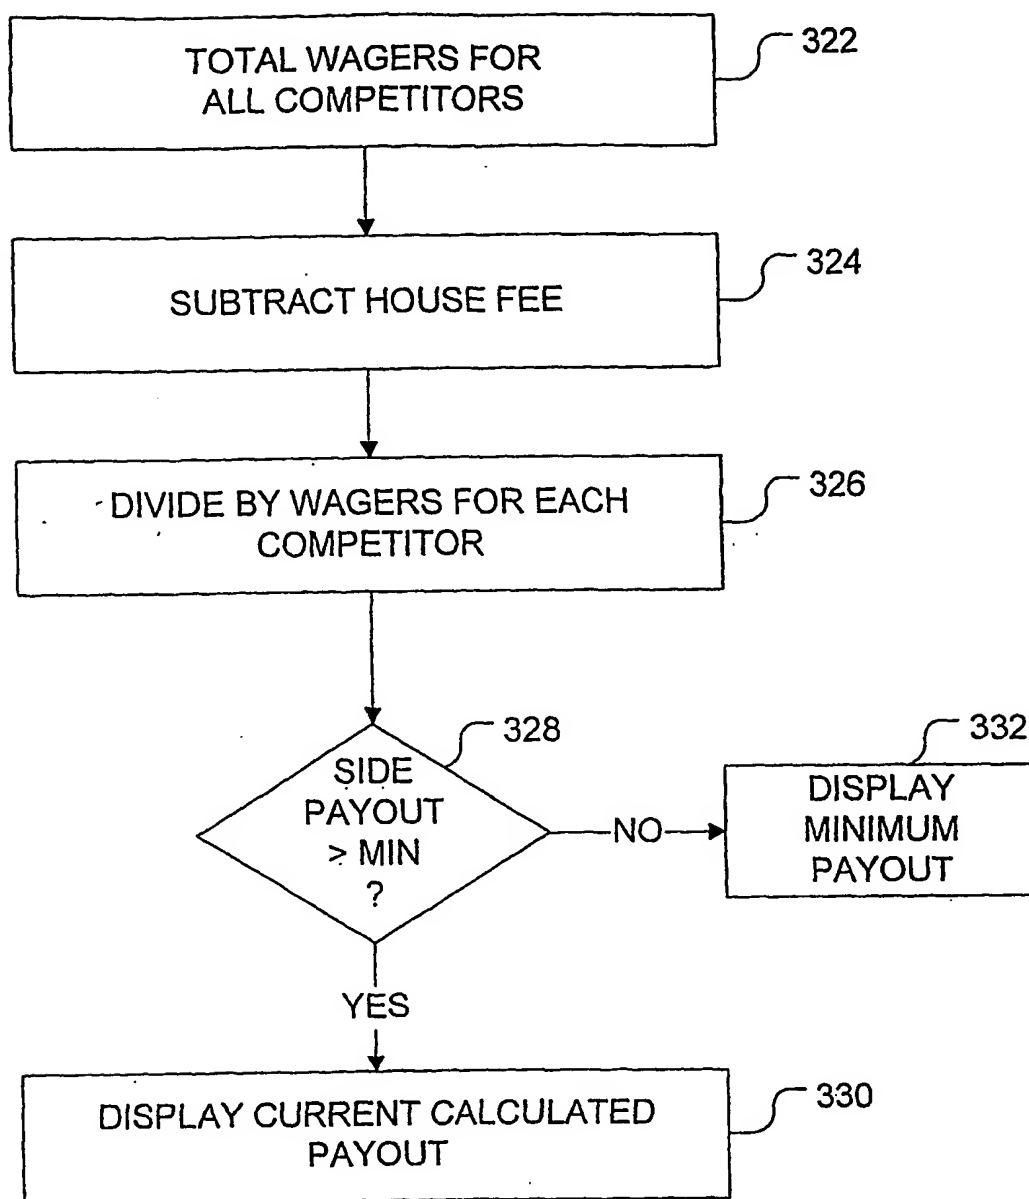 TOTAL WAGERS FOR
ALL COMPETITORS
322
SUBTRACT HOUSE FEE
324
DIVIDE BY WAGERS FOR EACH
COMPETITOR
326
SIDE
PAYOUT
> MIN
?
328
NO
DISPLAY
MINIMUM
PAYOUT
332
YES
DISPLAY CURRENT CALCULATED
PAYOUT
330